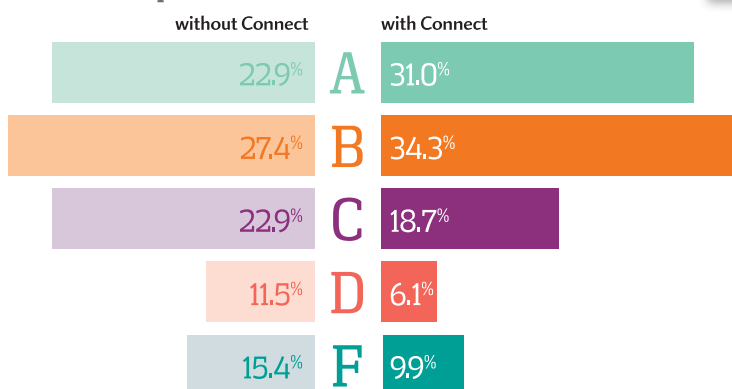 without Connect with Connect
22.9% A 31.0%
27.4% B 34.3%
22.9% C 18.7%
11.5% D 6.1%
15.4% F 9.9%